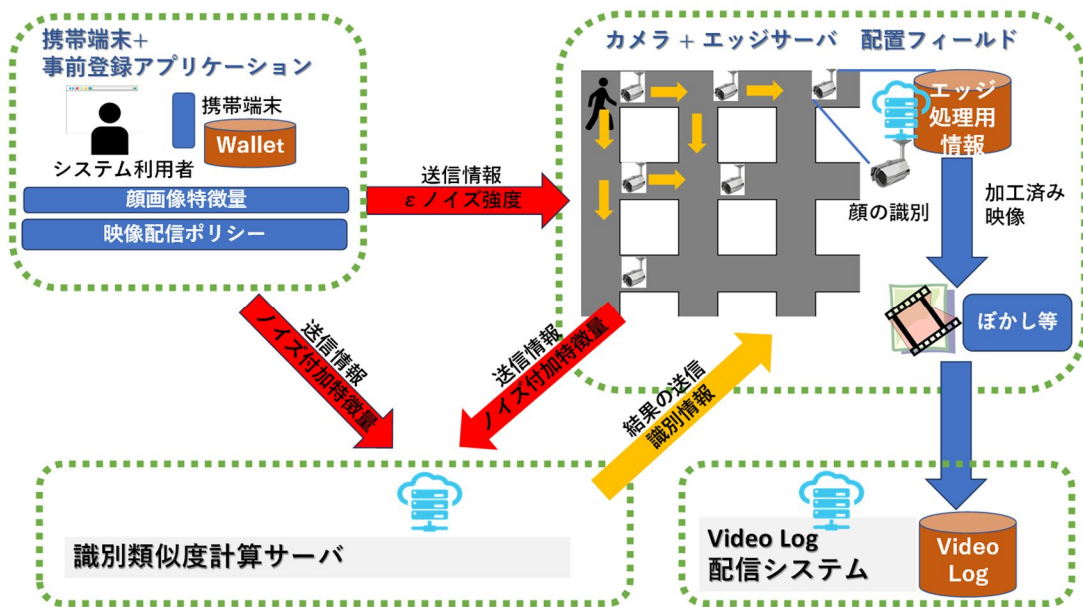 携帯端末+
事前登録アプリケーション
携帯端末
Wallet
システム利用者
顔画像特徴量
映像配信ポリシー
送信情報
ε ノイズ強度
カメラ + エッジサーバ 配置フィールド
エッジ
処理用
情報
顔の識別
加工済み
映像
ぼかし等
送信情報
ノイズ付加特徴量
送信情報
ノイズ付加特徴量
結果の送信
識別情報
識別類似度計算サーバ
Video Log
配信システム
Video
Log